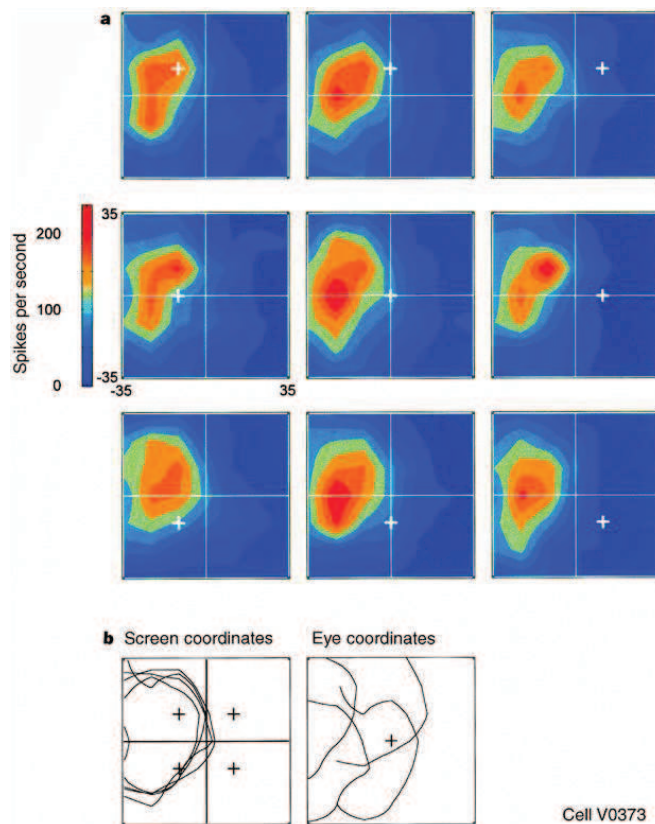 a
35
200
100
0
Spikes per second
-35
-35
35
b Screen coordinates
Eye coordinates
Cell V0373